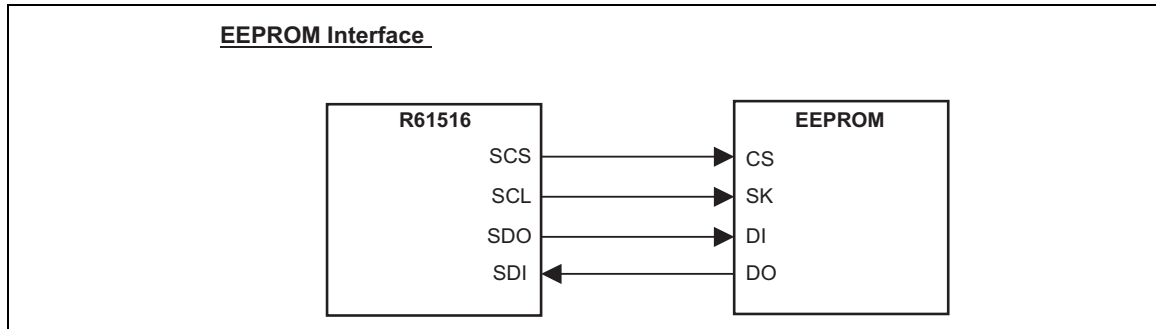 EEPROM Interface
R61516
EEPROM
SCS
CS
SCL
SK
SDO
DI
SDI
DO